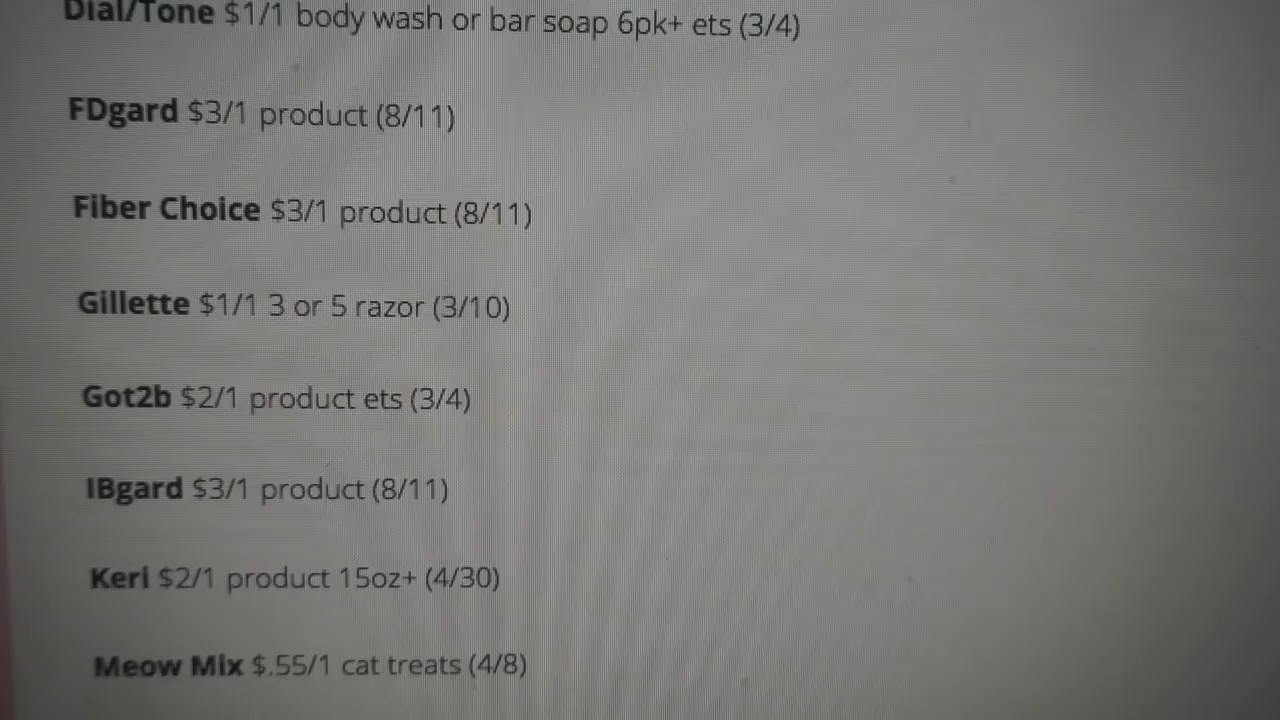 Dial/Tone $1/1 body wash or bar soap 6pk+ ets (3/4)
FDgard $3/1 product (8/11)
Fiber Choice $3/1 product (8/11)
Gillette $1/1 3 or 5 razor (3/10)
Got2b $2/1 product ets (3/4)
IBgard $3/1 product (8/11)
Keri $2/1 product 15oz+ (4/30)
Meow Mix $.55/1 cat treats (4/8)